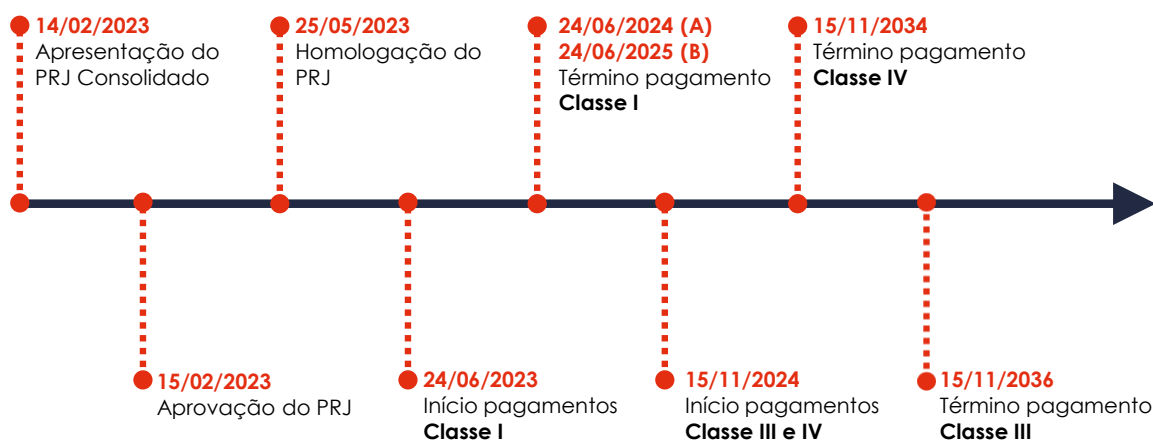 14/02/2023
Apresentação do
PRJ Consolidado
25/05/2023
Homologação do
PRJ
24/06/2024 (A)
24/06/2025 (B)
Término pagamento
Classe I
15/11/2034
Término pagamento
Classe IV
15/02/2023
Aprovação do PRJ
24/06/2023
Início pagamentos
Classe I
15/11/2024
Início pagamentos
Classe III e IV
15/11/2036
Término pagamento
Classe III